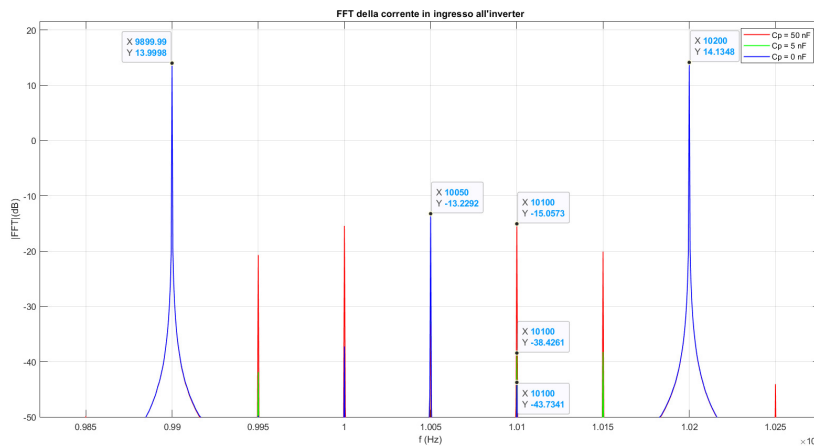 FFT della corrente in ingresso all'inverter
20
10
0
-10
-20
-30
-40
-50
|FFT|(dB)
X 9899.99
Y 13.9998
X 10200
Y 14.1348
Cp = 50 nF
Cp = 5 nF
Cp = 0 nF
X 10050
Y -13.2292
X 10100
Y -15.0573
X 10100
Y -38.4261
X 10100
Y -43.7341
0.985
0.99
0.995
1
1.005
1.01
1.015
1.02
1.025
f (Hz)
×10